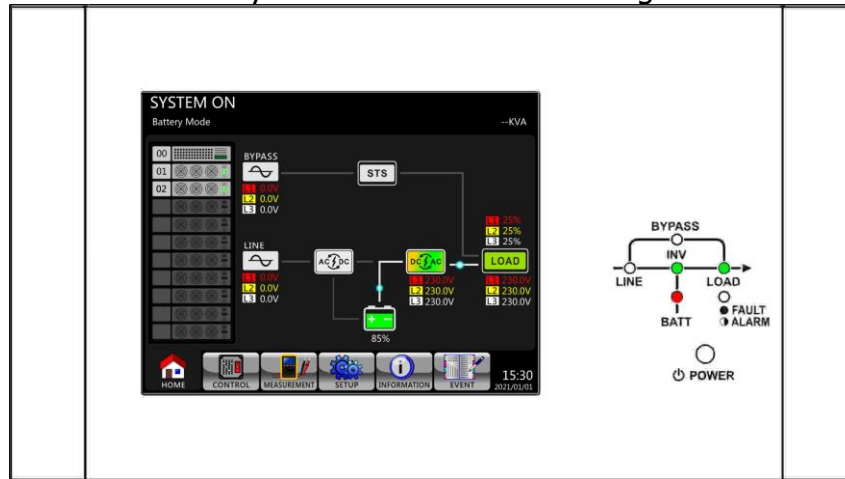 SYSTEM ON
Battery Mode
--KVA
00
01
02
BYPASS
L1 0.0V
L2 0.0V
L3 0.0V
STS
LINE
L1 0.0V
L2 0.0V
L3 0.0V
AC DC
DC AC
L1 230.0V
L2 230.0V
L3 230.0V
L1 25%
L2 25%
L3 25%
LOAD
L1 230.0V
L2 230.0V
L3 230.0V
85%
HOME
CONTROL
MEASUREMENT
SETUP
INFORMATION
EVENT
15:30
2021/01/01
BYPASS
INV
LINE
LOAD
BATT
FAULT
ALARM
POWER